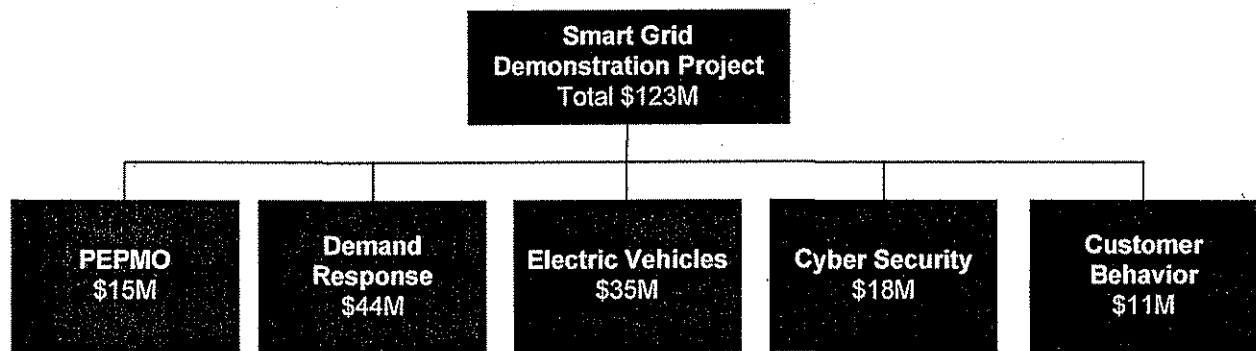 Smart Grid
Demonstration Project
Total $123M
PEPMO
$15M
Demand
Response
$44M
Electric Vehicles
$35M
Cyber Security
$18M
Customer
Behavior
$11M